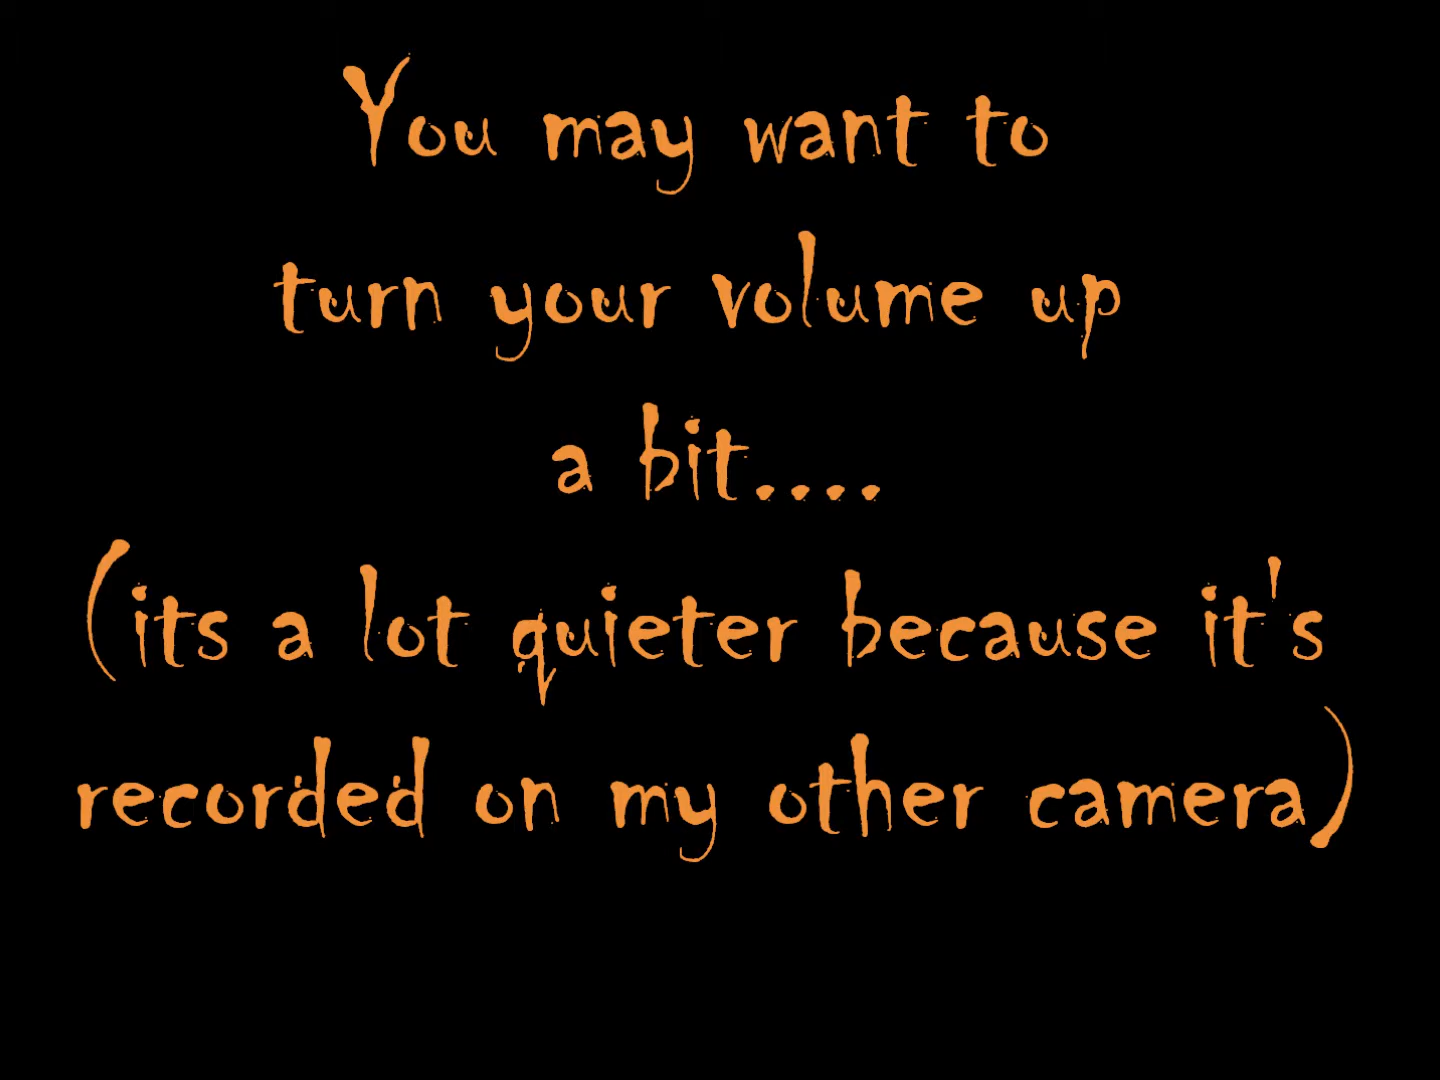 You may want to
turn your volume up
a bit....
(its a lot quieter because it's
recorded on my other camera)